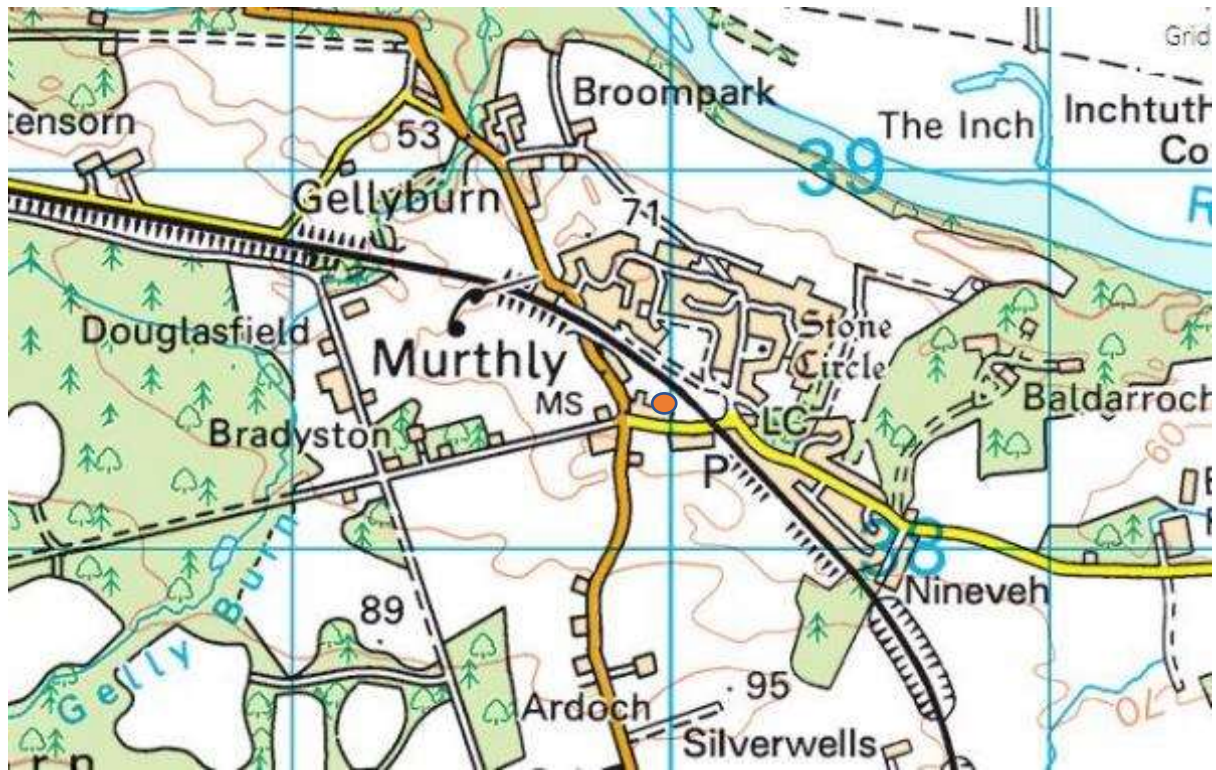 Grid
Broompark
tensorn
53
The Inch
Inchtuth
Co
39
Gellyburn
71
R
Douglasfield
Stone
Circle
Murthly
MS
LC
Baldarroch
Bradyston
P
60
38
Nineveh
89
Gelly Burn
95
Ardoch
70
Silverwells